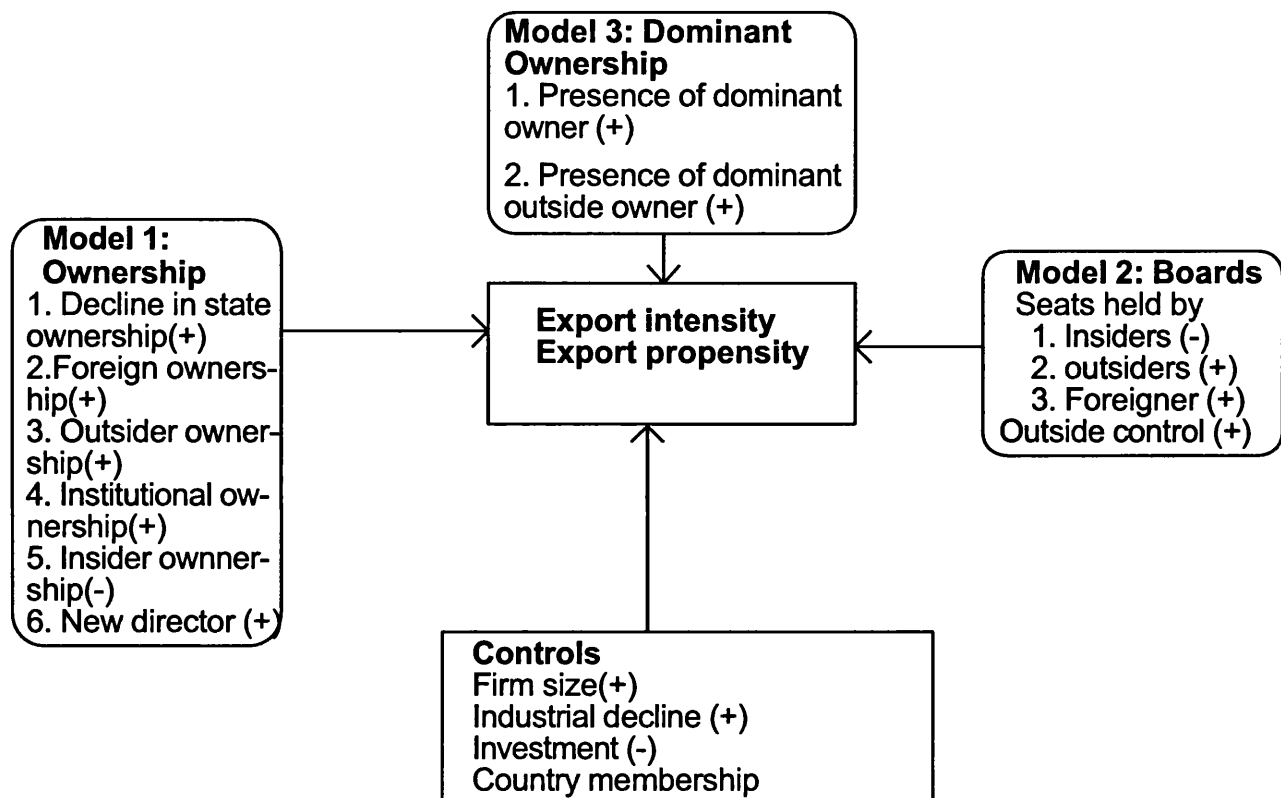 Model 3: Dominant
Ownership
1. Presence of dominant
owner (+)
2. Presence of dominant
outside owner (+)
Model 1:
Ownership
1. Decline in state
ownership(+)
2.Foreign owners-
hip(+)
3. Outsider owner-
ship(+)
4. Institutional ow-
nership(+)
5. Insider ownner-
ship(-)
6. New director (+)
Export intensity
Export propensity
Model 2: Boards
Seats held by
1. Insiders (-)
2. outsiders (+)
3. Foreigner (+)
Outside control (+)
Controls
Firm size(+)
Industrial decline (+)
Investment (-)
Country membership